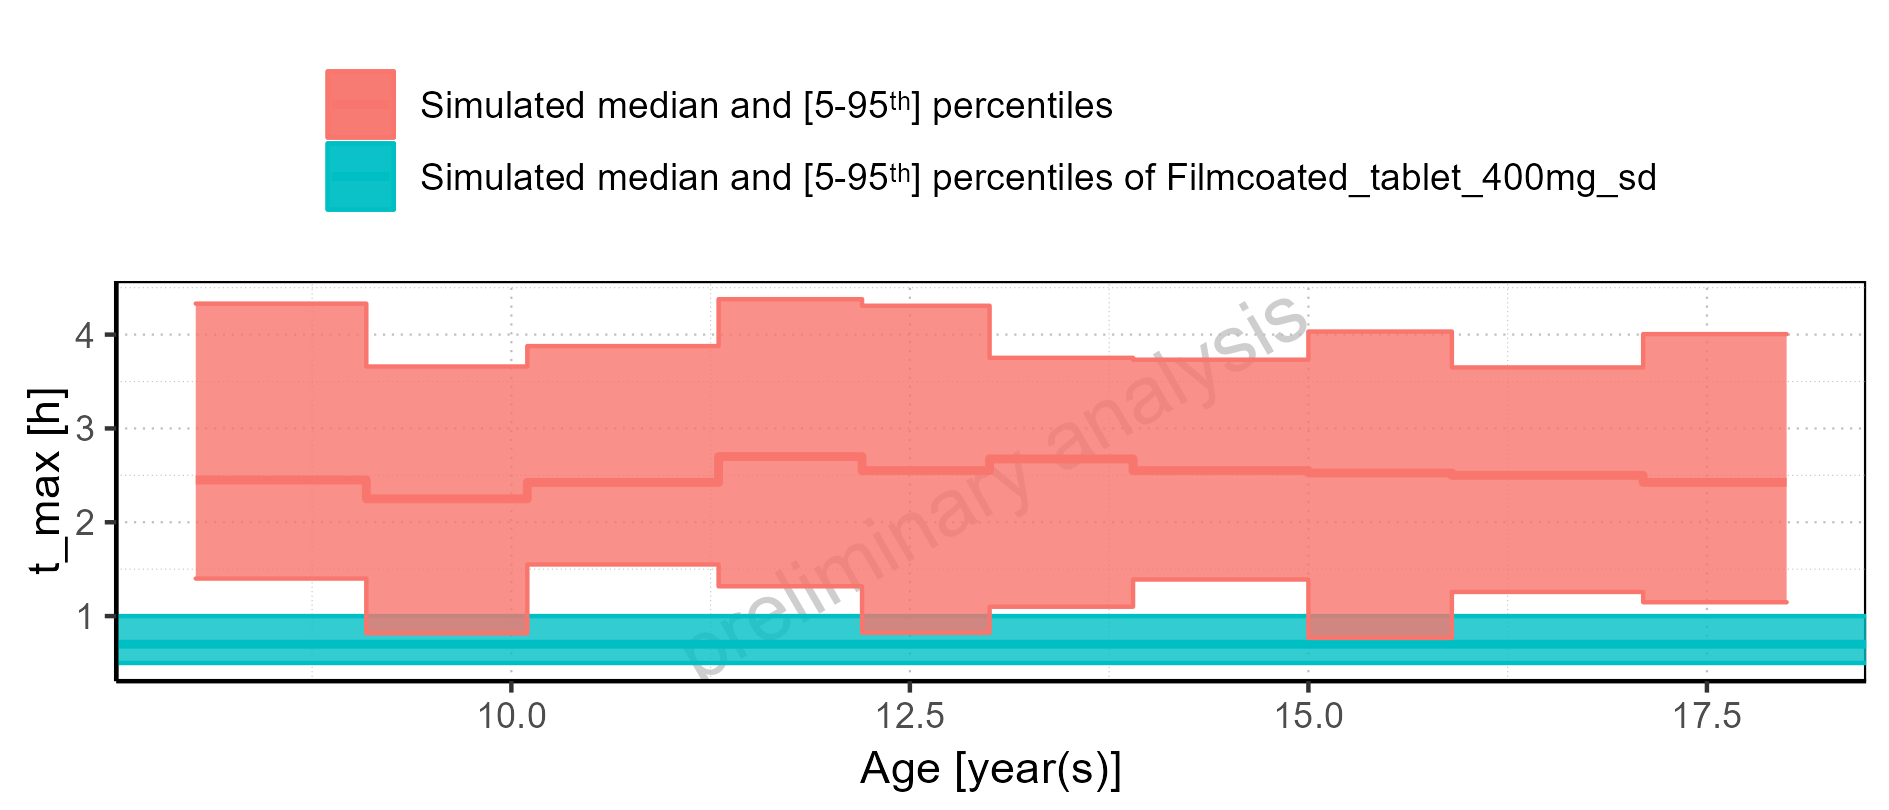 Simulated median and [5-95th] percentiles
Simulated median and [5-95th] percentiles of Filmcoated_tablet_400mg_sd
t_max [h]
4
3
2
1
preliminary analysis
10.0 12.5 15.0 17.5
Age [year(s)]